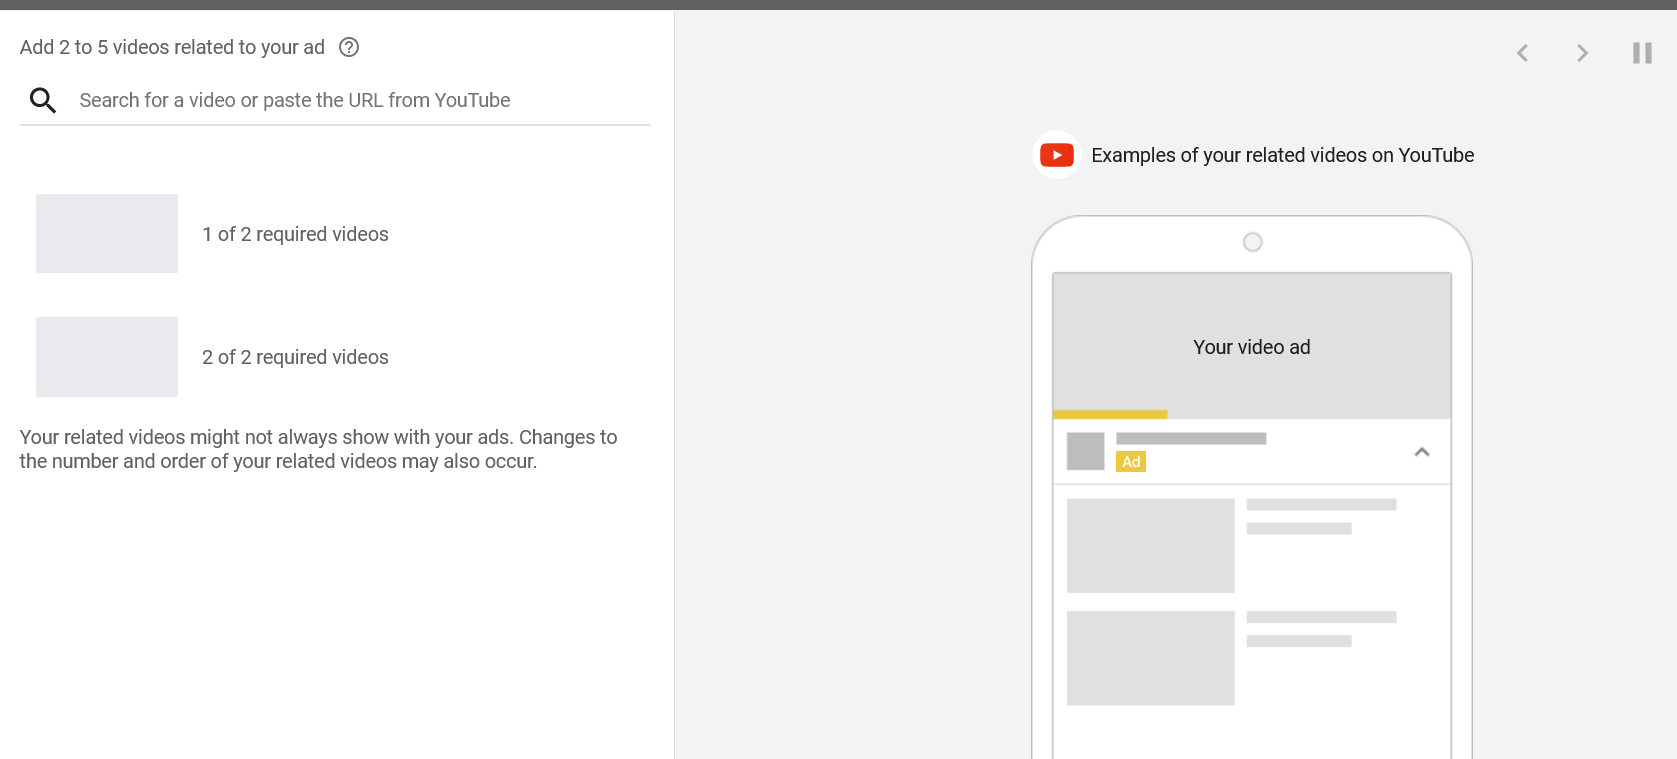 Add 2 to 5 videos related to your ad
Search for a video or paste the URL from YouTube
1 of 2 required videos
2 of 2 required videos
Your related videos might not always show with your ads. Changes to
the number and order of your related videos may also occur.
Examples of your related videos on YouTube
Your video ad
Ad